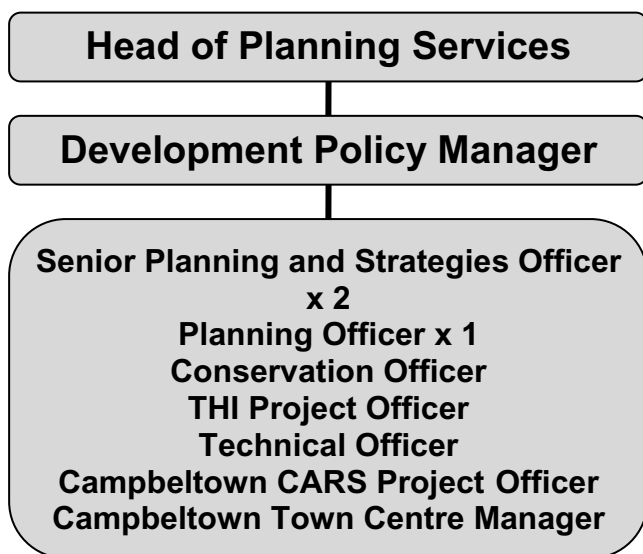 Head of Planning Services
Development Policy Manager
Senior Planning and Strategies Officer
x 2
Planning Officer x 1
Conservation Officer
THI Project Officer
Technical Officer
Campbeltown CARS Project Officer
Campbeltown Town Centre Manager